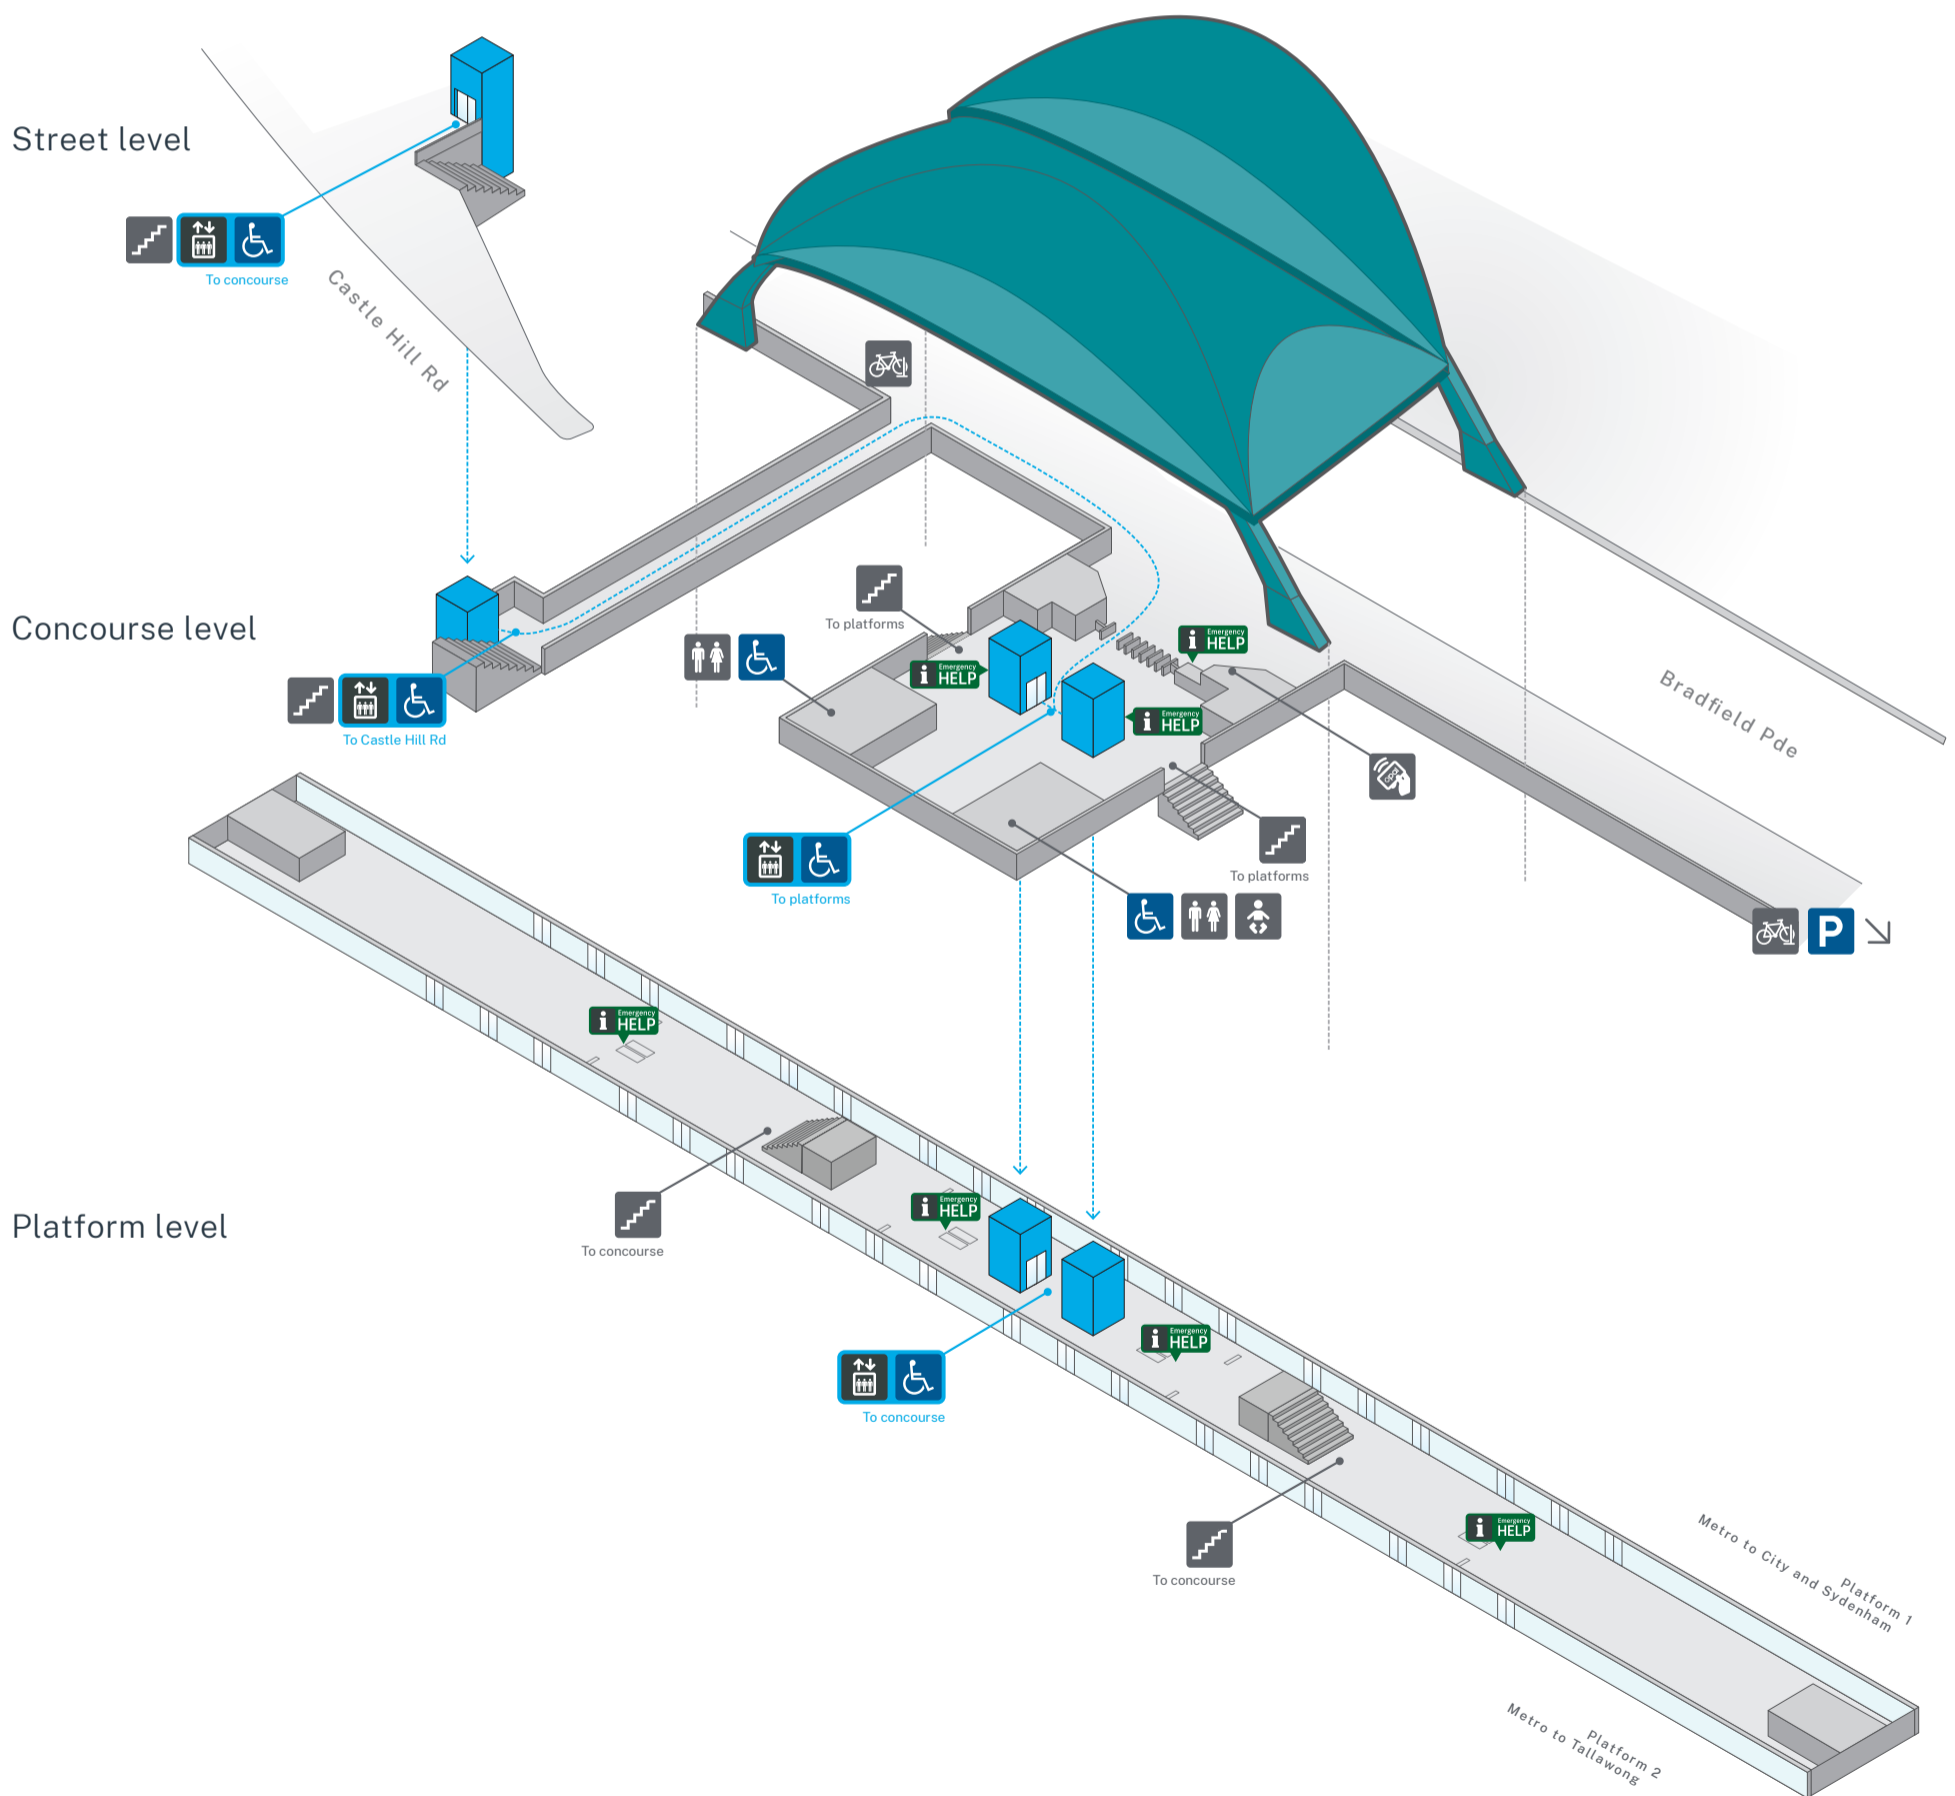 Street level
To concourse
Castle Hill Rd
Concourse level
To platforms
Emergency
HELP
Emergency
HELP
Emergency
HELP
To Castle Hill Rd
Bradfield Pde
opal
To platforms
To platforms
P
Emergency
HELP
Platform level
To concourse
Emergency
HELP
Emergency
HELP
To concourse
Emergency
HELP
To concourse
Platform 1
Metro to City and Sydenham
Platform 2
Metro to Tallawong